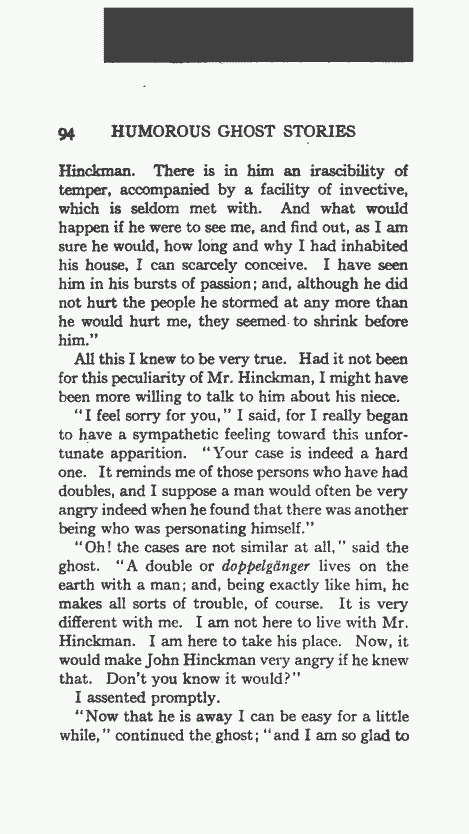 94 HUMOROUS GHOST STORIES
Hinckman. There is in him an irascibility of
temper, accompanied by a facility of invective,
which is seldom met with. And what would
happen if he were to see me, and find out, as I am
sure he would, how long and why I had inhabited
his house, I can scarcely conceive. I have seen
him in his bursts of passion; and, although he did
not hurt the people he stormed at any more than
he would hurt me, they seemed to shrink before
him."
All this I knew to be very true. Had it not been
for this peculiarity of Mr. Hinckman, I might have
been more willing to talk to him about his niece.
"I feel sorry for you," I said, for I really began
to have a sympathetic feeling toward this unfor-
tunate apparition. "Your case is indeed a hard
one. It reminds me of those persons who have had
doubles, and I suppose a man would often be very
angry indeed when he found that there was another
being who was personating himself."
"Oh! the cases are not similar at all," said the
ghost. "A double or doppelgänger lives on the
earth with a man; and, being exactly like him, he
makes all sorts of trouble, of course. It is very
different with me. I am not here to live with Mr.
Hinckman. I am here to take his place. Now, it
would make John Hinckman very angry if he knew
that. Don't you know it would?"
I assented promptly.
"Now that he is away I can be easy for a little
while," continued the ghost; "and I am so glad to